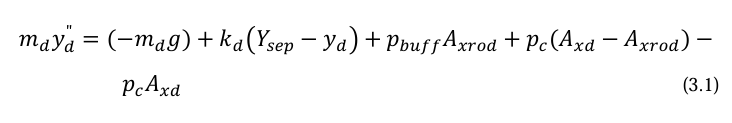 m_d y_d^" = (-m_d g) + k_d(Y_sep − y_d) + p_buff A_xrod + p_c(A_xd − A_xrod) −
p_c A_xd (3.1)